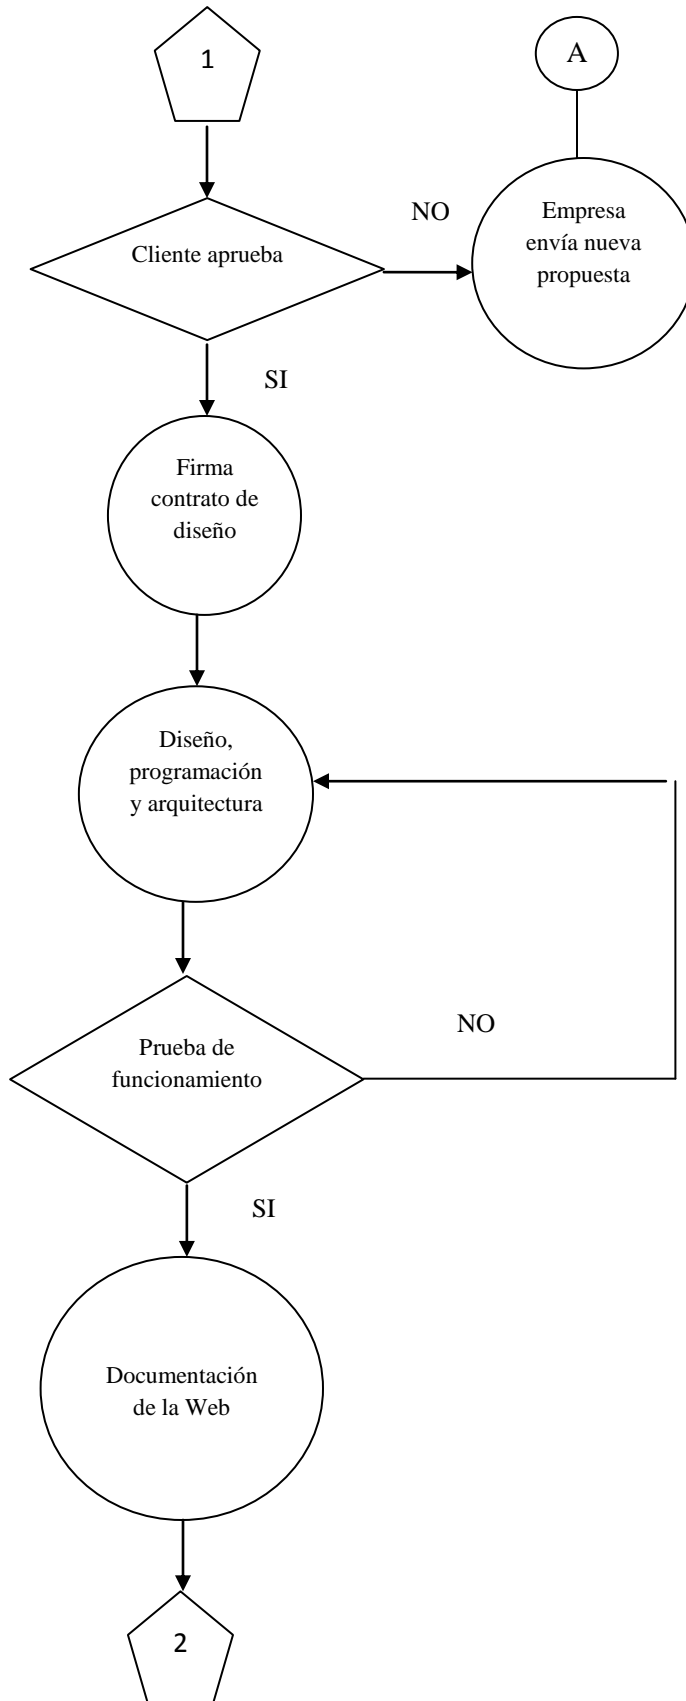 1
A
NO
Empresa
envía nueva
propuesta
Cliente aprueba
SI
Firma
contrato de
diseño
Diseño,
programación
y arquitectura
NO
Prueba de
funcionamiento
SI
Documentación
de la Web
2